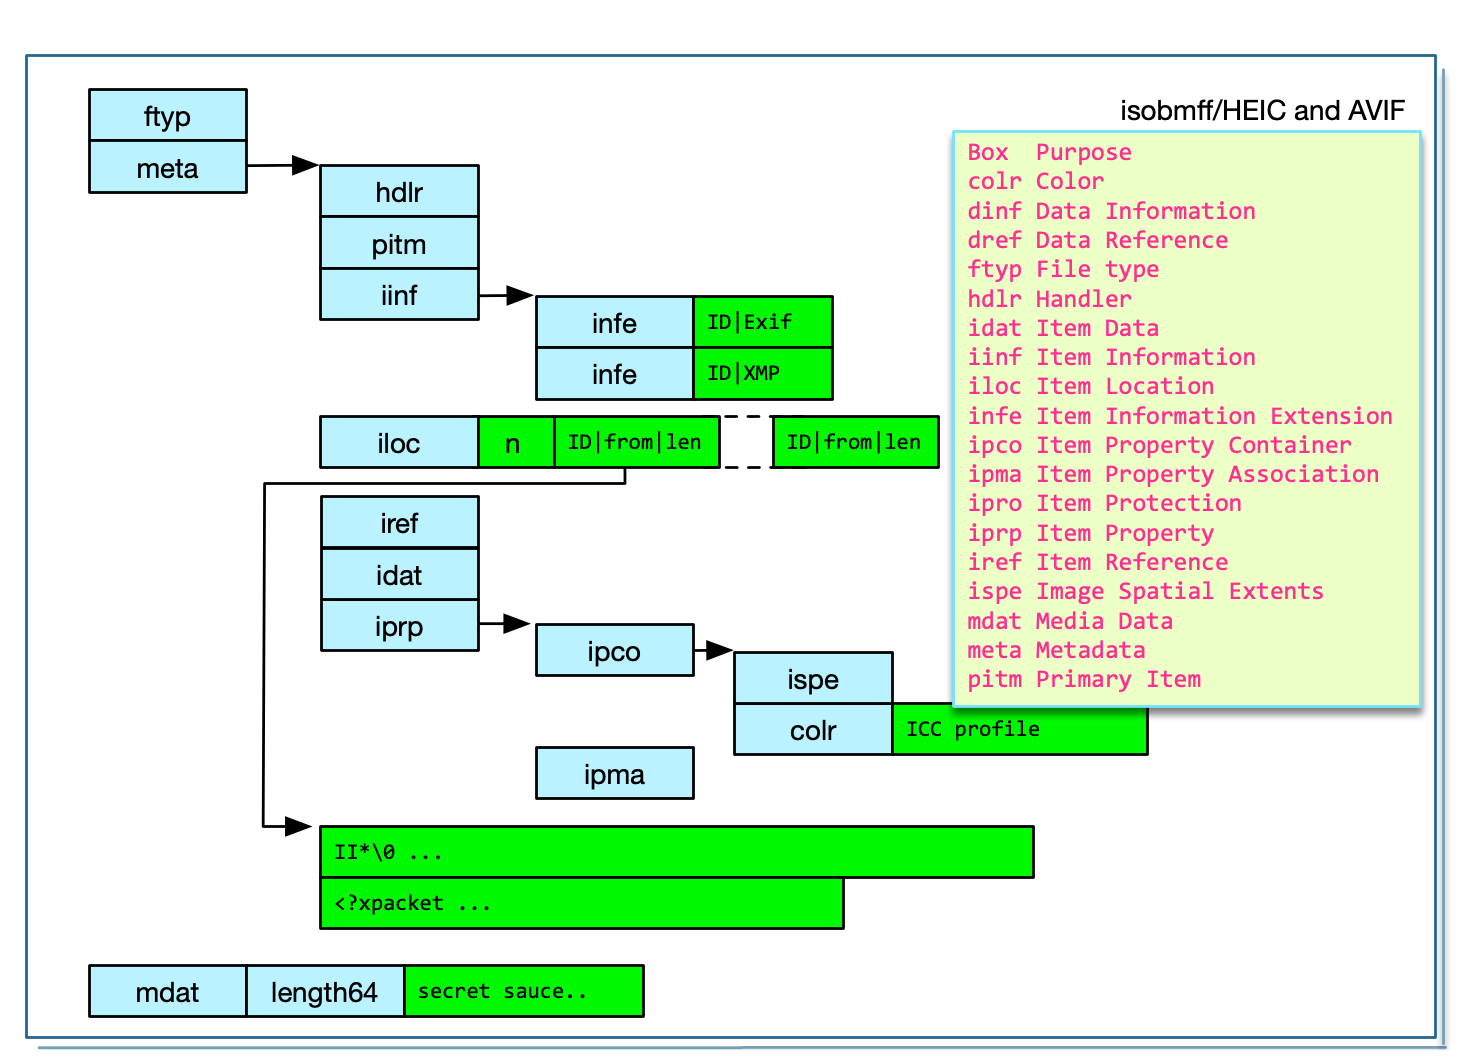 isobmff/HEIC and AVIF
ftyp
meta
hdlr
pitm
iinf
infe ID|Exif
infe ID|XMP
iloc n ID|from|len ID|from|len
iref
idat
iprp
ipco
ispe
colr ICC profile
ipma
II*\0 ...
<?xpacket ...
mdat length64 secret sauce..
Box Purpose
colr Color
dinf Data Information
dref Data Reference
ftyp File type
hdlr Handler
idat Item Data
iinf Item Information
iloc Item Location
infe Item Information Extension
ipco Item Property Container
ipma Item Property Association
ipro Item Protection
iprp Item Property
iref Item Reference
ispe Image Spatial Extents
mdat Media Data
meta Metadata
pitm Primary Item